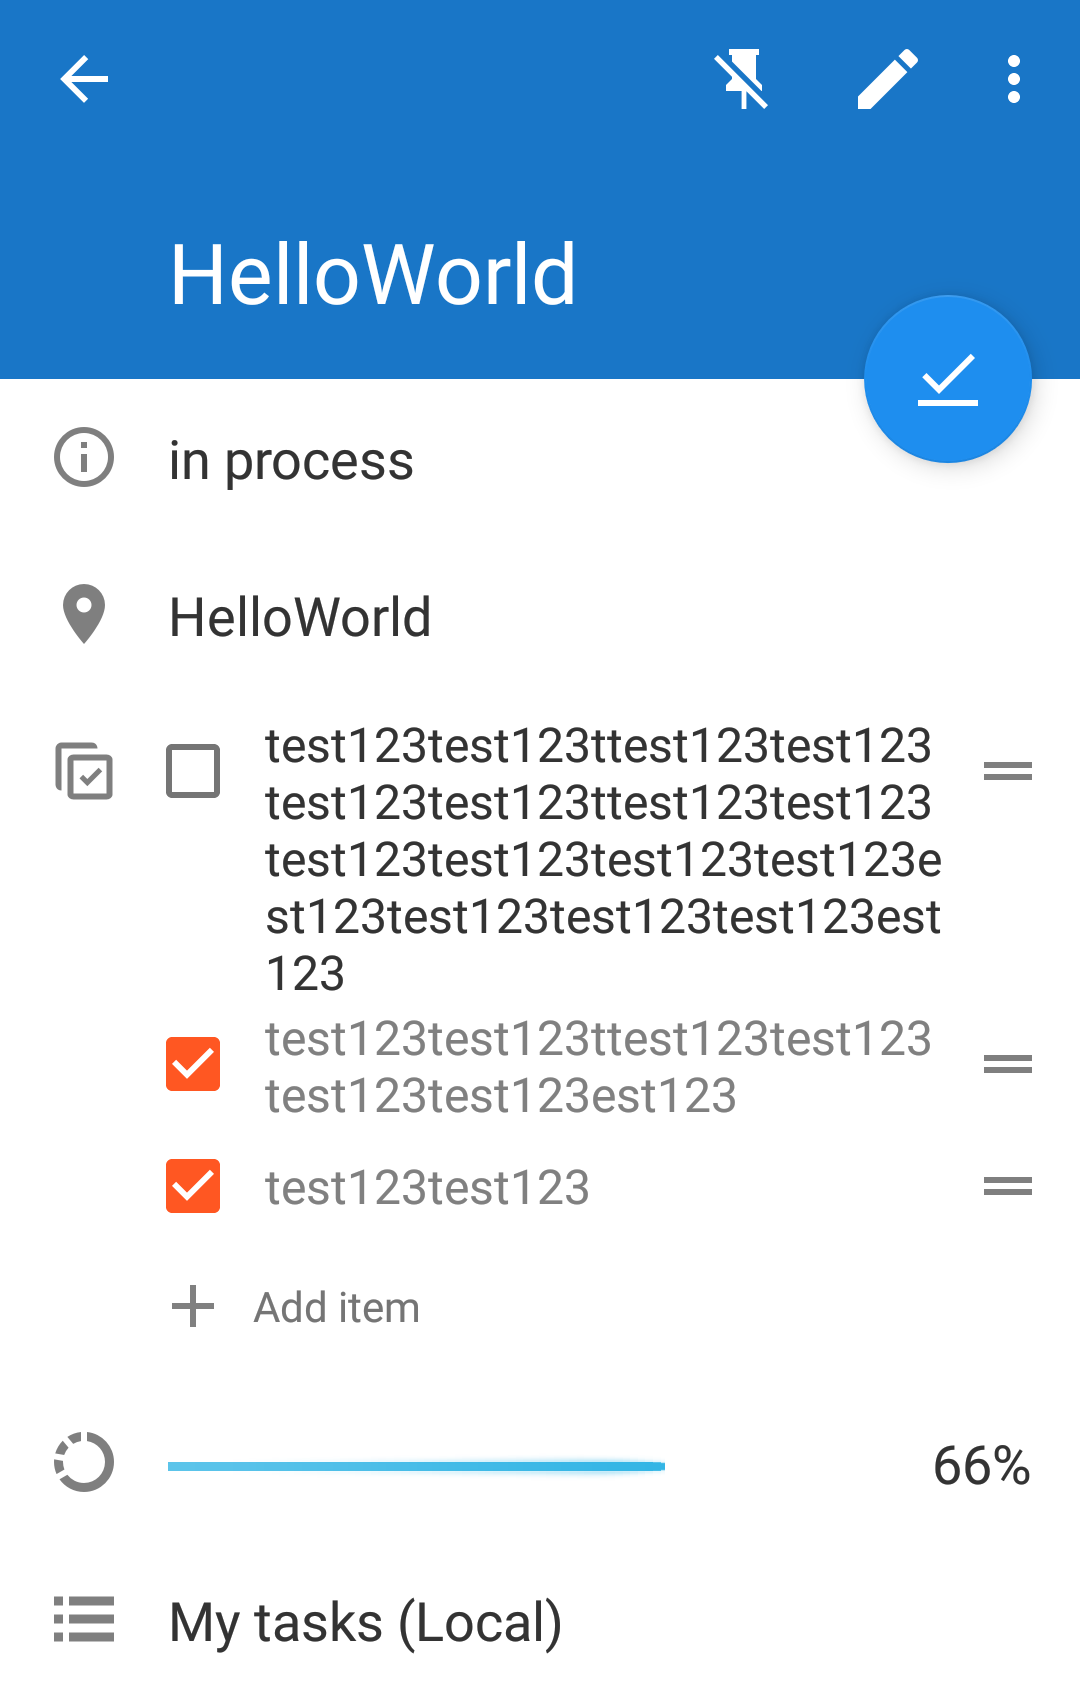 HelloWorld
in process
HelloWorld
test123test123ttest123test123
test123test123ttest123test123
test123test123test123test123e
st123test123test123test123est
123
test123test123ttest123test123
test123test123est123
test123test123
Add item
66%
My tasks (Local)